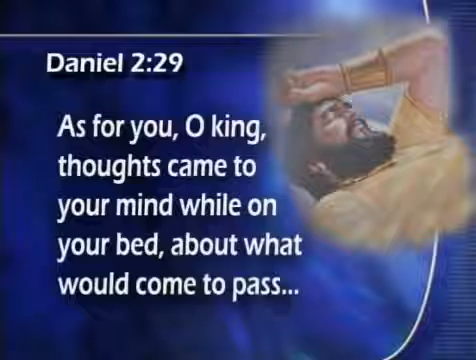 Daniel 2:29
As for you, O king,
thoughts came to
your mind while on
your bed, about what
would come to pass...